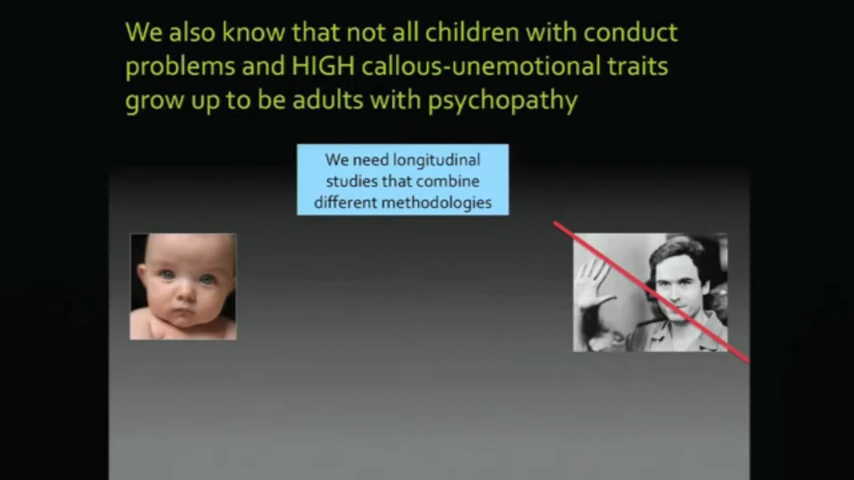 We also know that not all children with conduct
problems and HIGH callous-unemotional traits
grow up to be adults with psychopathy
We need longitudinal
studies that combine
different methodologies